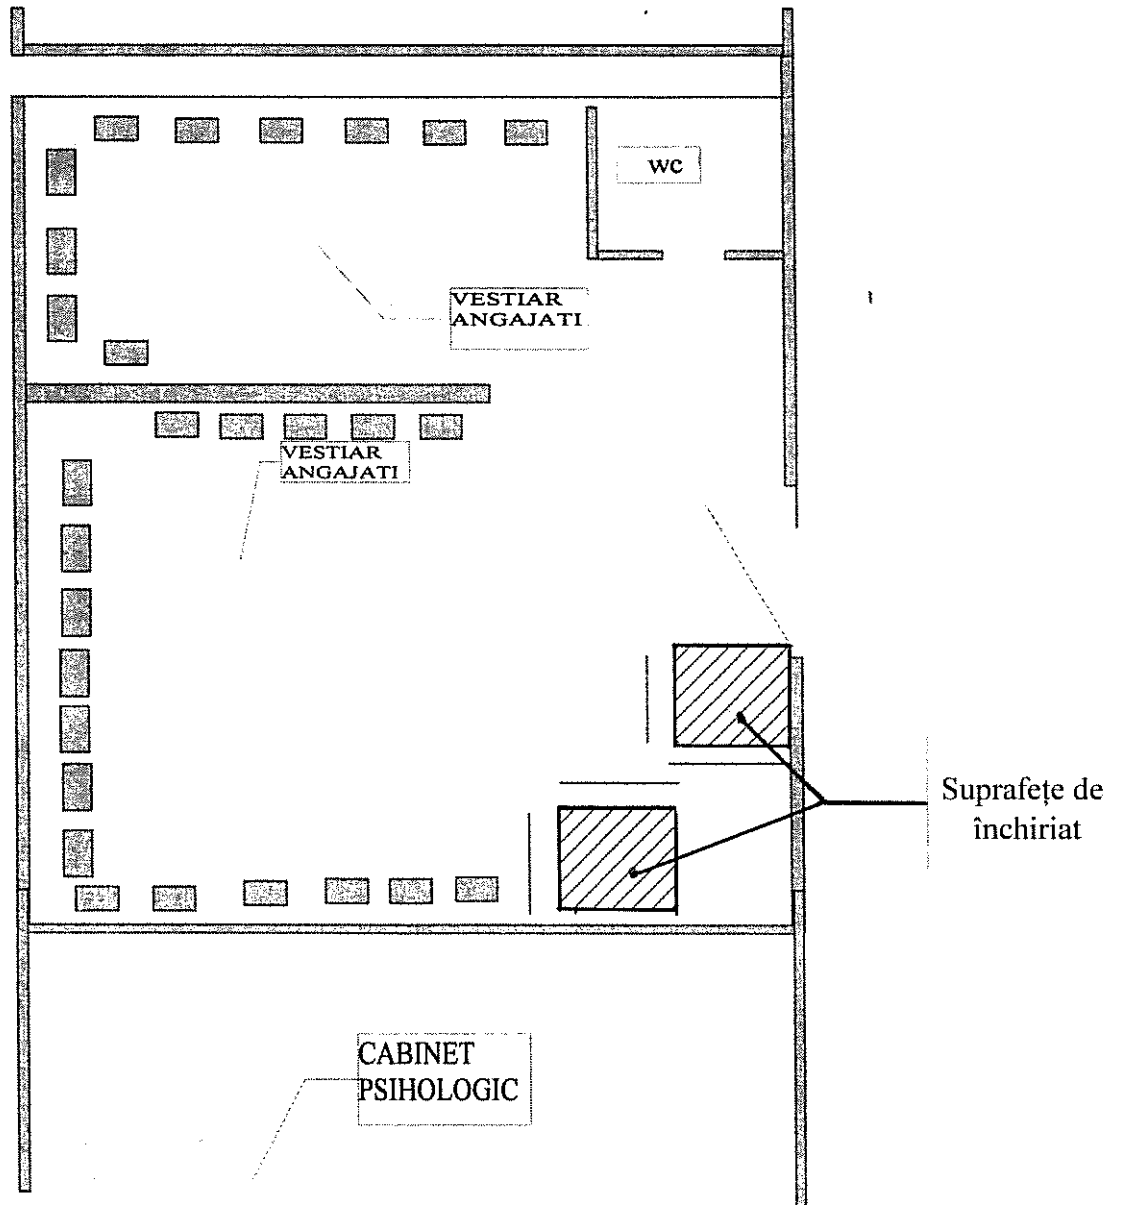 wc
VESTIAR
ANGAJATI
VESTIAR
ANGAJATI
Suprafețe de
închiriat
CABINET
PSIHOLOGIC